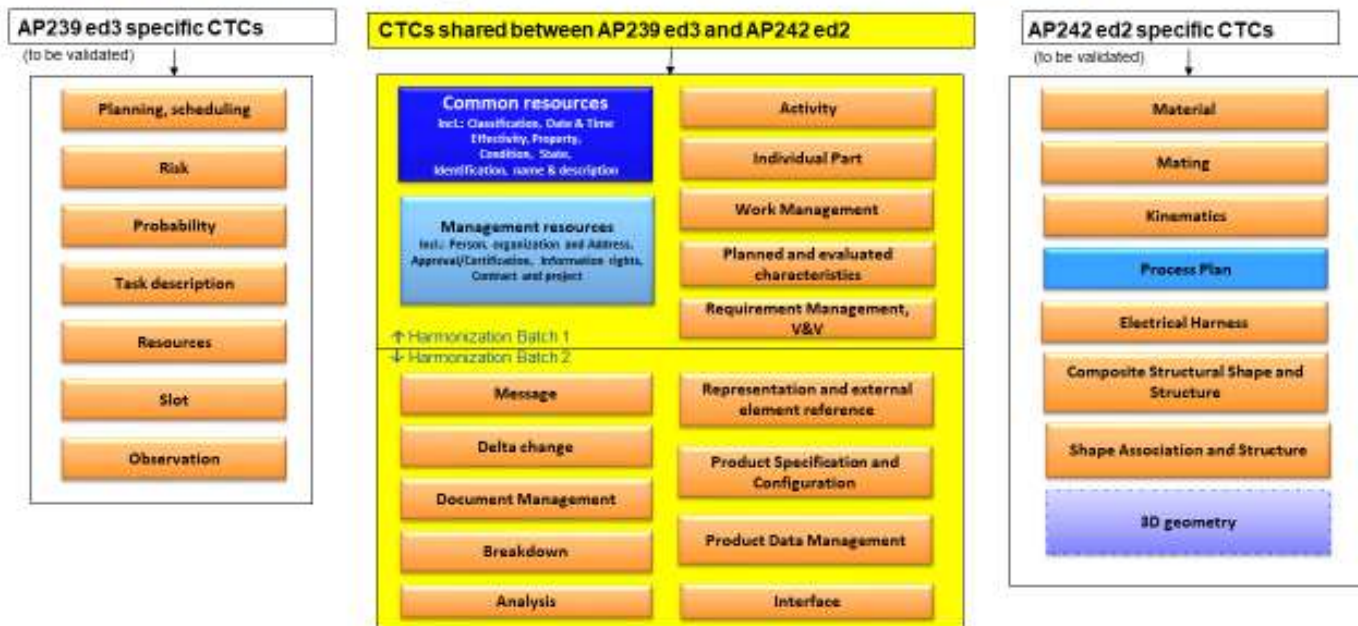 AP239 ed3 specific CTCs
(to be validated)
Planning, scheduling
Risk
Probability
Task description
Resources
Slot
Observation
CTCs shared between AP239 ed3 and AP242 ed2
Common resources
Incl.: Classification, Date & Time
Effectivity, Property,
Condition, State,
Identification, name & description
Management resources
Incl.: Person, organization and Address,
Approval/Certification, Information rights,
Contract and project
Activity
Individual Part
Work Management
Planned and evaluated
characteristics
Requirement Management,
V&V
↑ Harmonization Batch 1
↓ Harmonization Batch 2
Message
Delta change
Document Management
Breakdown
Analysis
Representation and external
element reference
Product Specification and
Configuration
Product Data Management
Interface
AP242 ed2 specific CTCs
(to be validated)
Material
Mating
Kinematics
Process Plan
Electrical Harness
Composite Structural Shape and
Structure
Shape Association and Structure
3D geometry